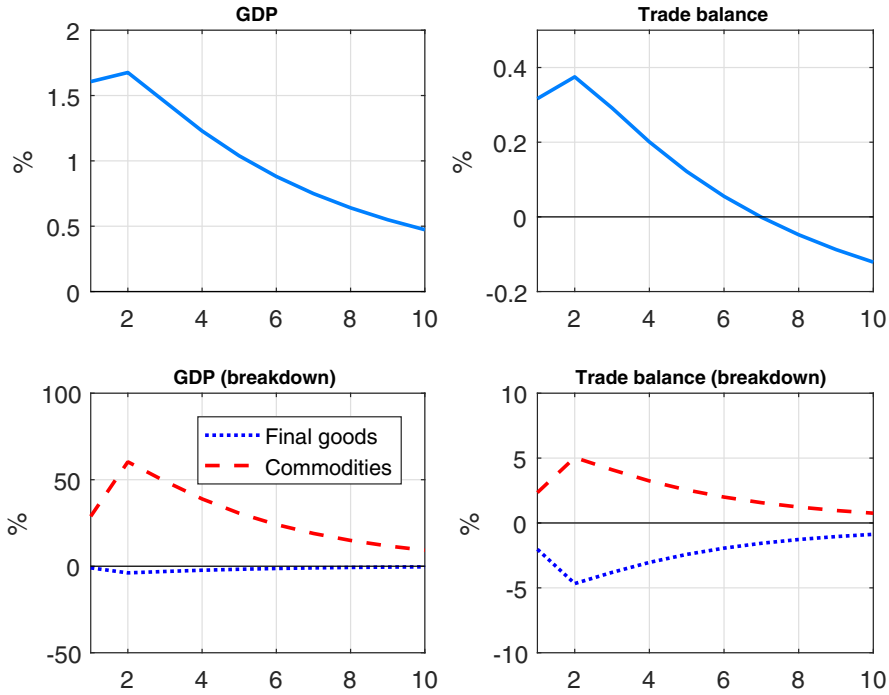 GDP
2
1.5
1
0.5
0
%
2 4 6 8 10
Trade balance
0.4
0.2
0
-0.2
%
2 4 6 8 10
GDP (breakdown)
100
50
0
-50
%
Final goods
Commodities
2 4 6 8 10
Trade balance (breakdown)
10
5
0
-5
-10
%
2 4 6 8 10